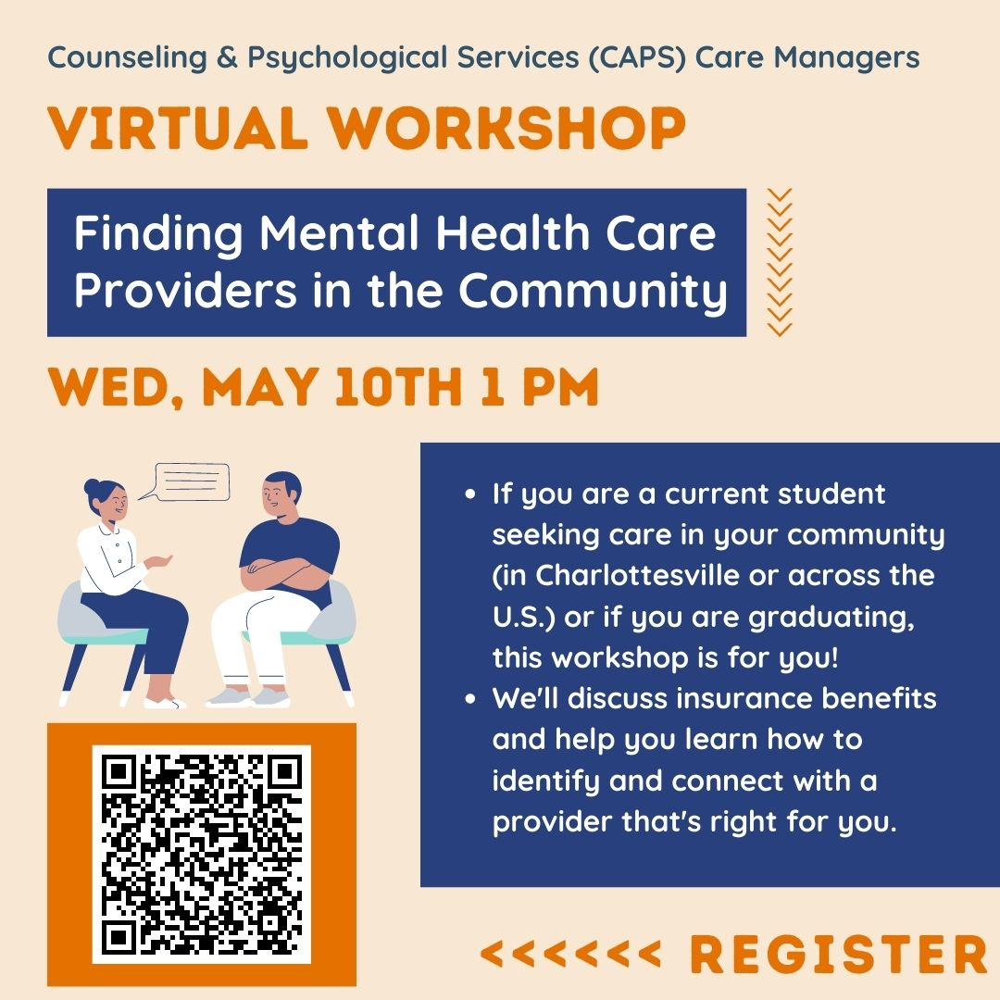 Counseling & Psychological Services (CAPS) Care Managers
VIRTUAL WORKSHOP
Finding Mental Health Care
Providers in the Community
WED, MAY 10TH 1 PM
• If you are a current student
seeking care in your community
(in Charlottesville or across the
U.S.) or if you are graduating,
this workshop is for you!
• We'll discuss insurance benefits
and help you learn how to
identify and connect with a
provider that's right for you.
<<<<<< REGISTER